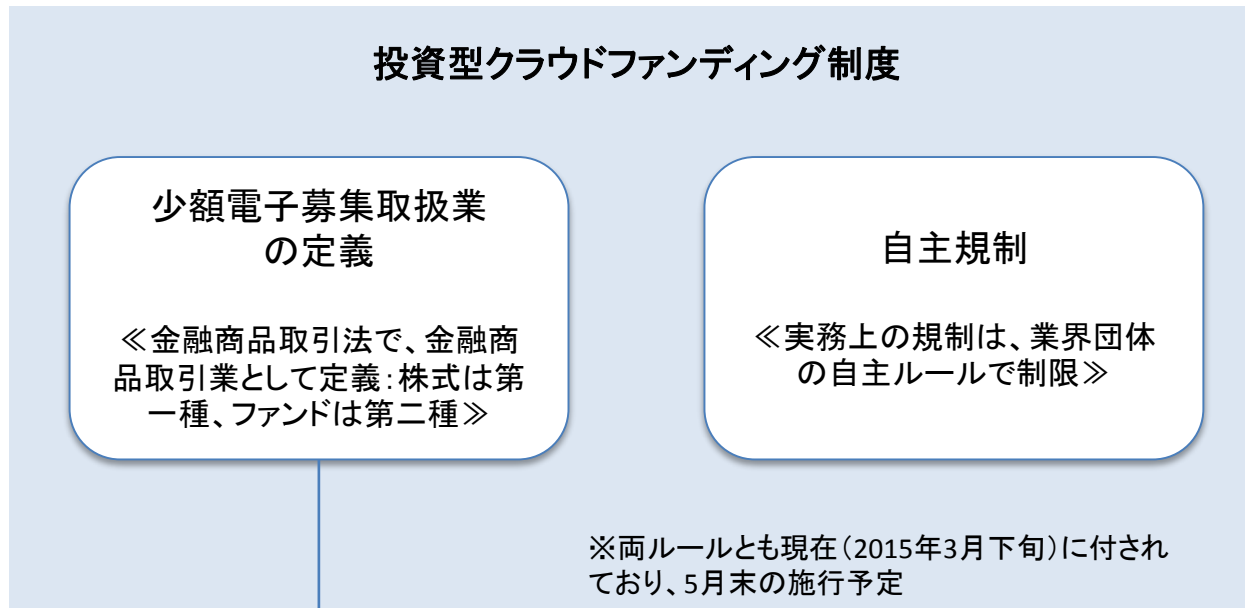 投資型クラウドファンディング制度
少額電子募集取扱業
の定義
≪金融商品取引法で、金融商
品取引業として定義：株式は第
一種、ファンドは第二種≫
自主規制
≪実務上の規制は、業界団体
の自主ルールで制限≫
※両ルールとも現在（2015年3月下旬）に付され
ており、5月末の施行予定